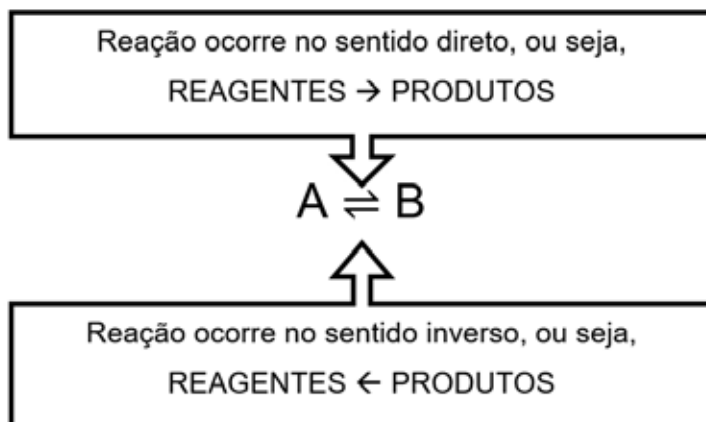 Reação ocorre no sentido direto, ou seja,
REAGENTES → PRODUTOS
A ⇌ B
Reação ocorre no sentido inverso, ou seja,
REAGENTES ← PRODUTOS